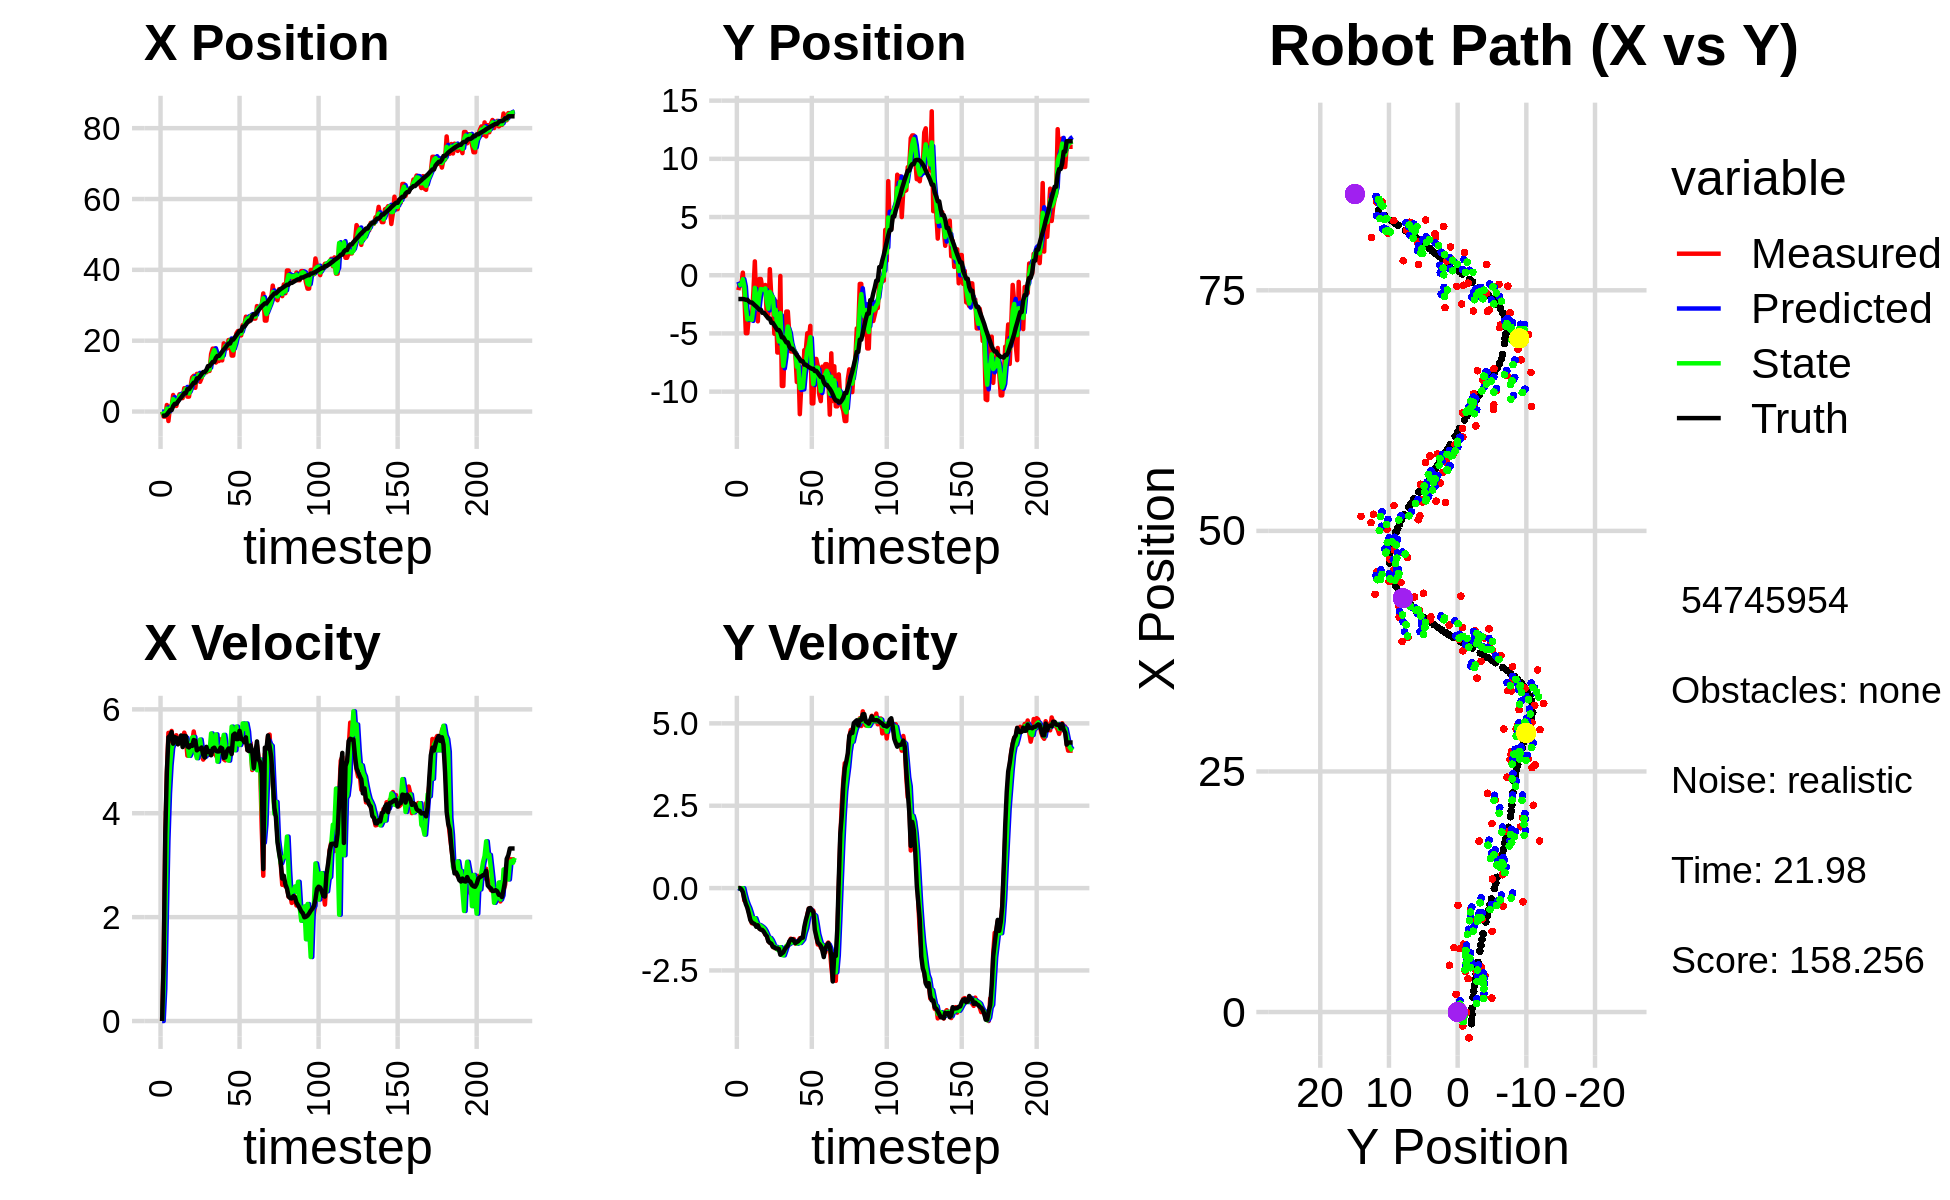 X Position
80
60
40
20
0
0 50 100 150 200
timestep
Y Position
15
10
5
0
-5
-10
0 50 100 150 200
timestep
X Velocity
6
4
2
0
0 50 100 150 200
timestep
Y Velocity
5.0
2.5
0.0
-2.5
0 50 100 150 200
timestep
Robot Path (X vs Y)
X Position
75
50
25
0
20 10 0 -10 -20
Y Position
variable
Measured
Predicted
State
Truth
54745954
Obstacles: none
Noise: realistic
Time: 21.98
Score: 158.256